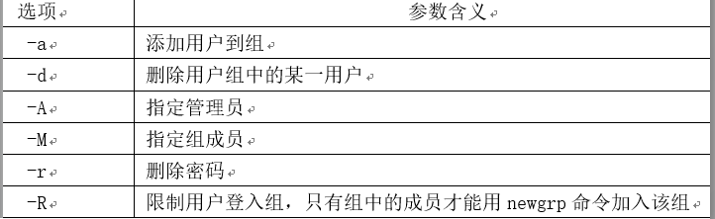 选项 参数含义
-a 添加用户到组
-d 删除用户组中的某一用户
-A 指定管理员
-M 指定组成员
-r 删除密码
-R 限制用户登入组，只有组中的成员才能用 newgrp 命令加入该组